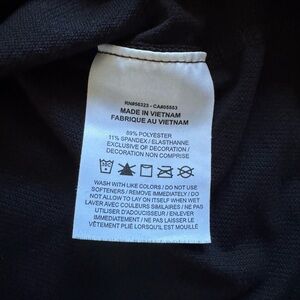 RN#56323 - CA#05553
MADE IN VIETNAM
FABRIQUE AU VIETNAM
89% POLYESTER
11% SPANDEX / ELASTHANNE
EXCLUSIVE OF DECORATION /
DECORATION NON COMPRISE
WASH WITH LIKE COLORS / DO NOT USE
SOFTENERS / REMOVE IMMEDIATELY / DO
NOT ALLOW TO LAY ON ITSELF WHEN WET
LAVER AVEC COULEURS SIMILAIRES / NE PAS
UTILISER D'ADOUCISSEUR / ENLEVER
IMMÉDIATEMENT / NE PAS LAISSER LE
VÊTEMENT PLIÉ LORSQU'IL EST MOUILLÉ